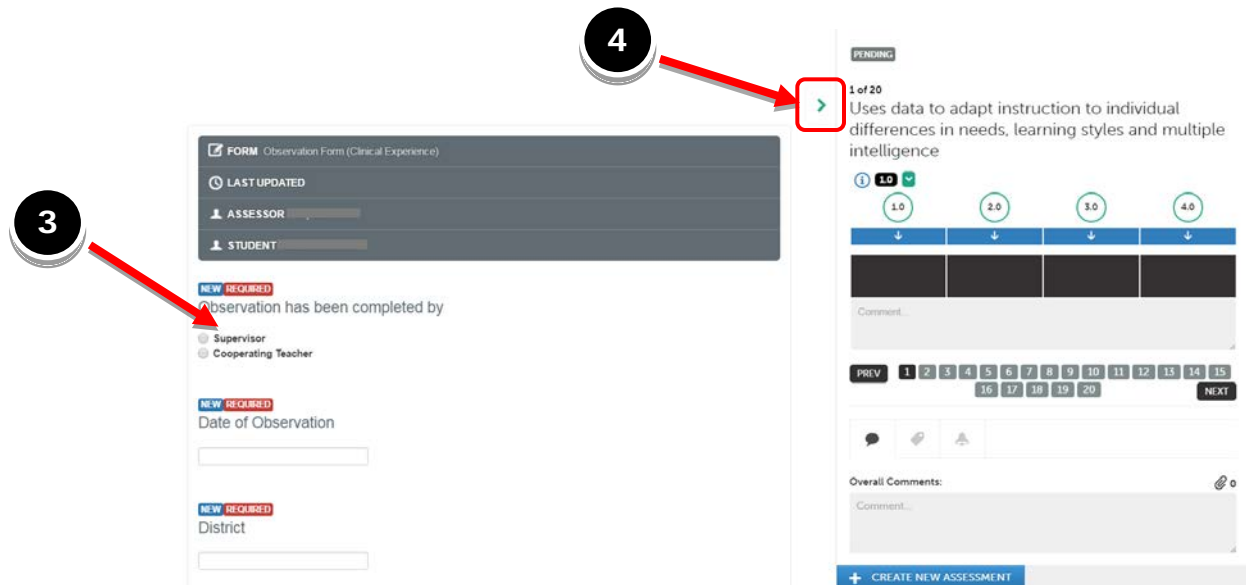 4
3
FORM Observation Form (Clinical Experience)
LAST UPDATED
ASSESSOR
STUDENT
NEW REQUIRED
Observation has been completed by
Supervisor
Cooperating Teacher
NEW REQUIRED
Date of Observation
NEW REQUIRED
District
PENDING
1 of 20
Uses data to adapt instruction to individual
differences in needs, learning styles and multiple
intelligence
1.0
1.0 2.0 3.0 4.0
Comment...
PREV 1 2 3 4 5 6 7 8 9 10 11 12 13 14 15
16 17 18 19 20 NEXT
Overall Comments: 0
Comment...
+ CREATE NEW ASSESSMENT